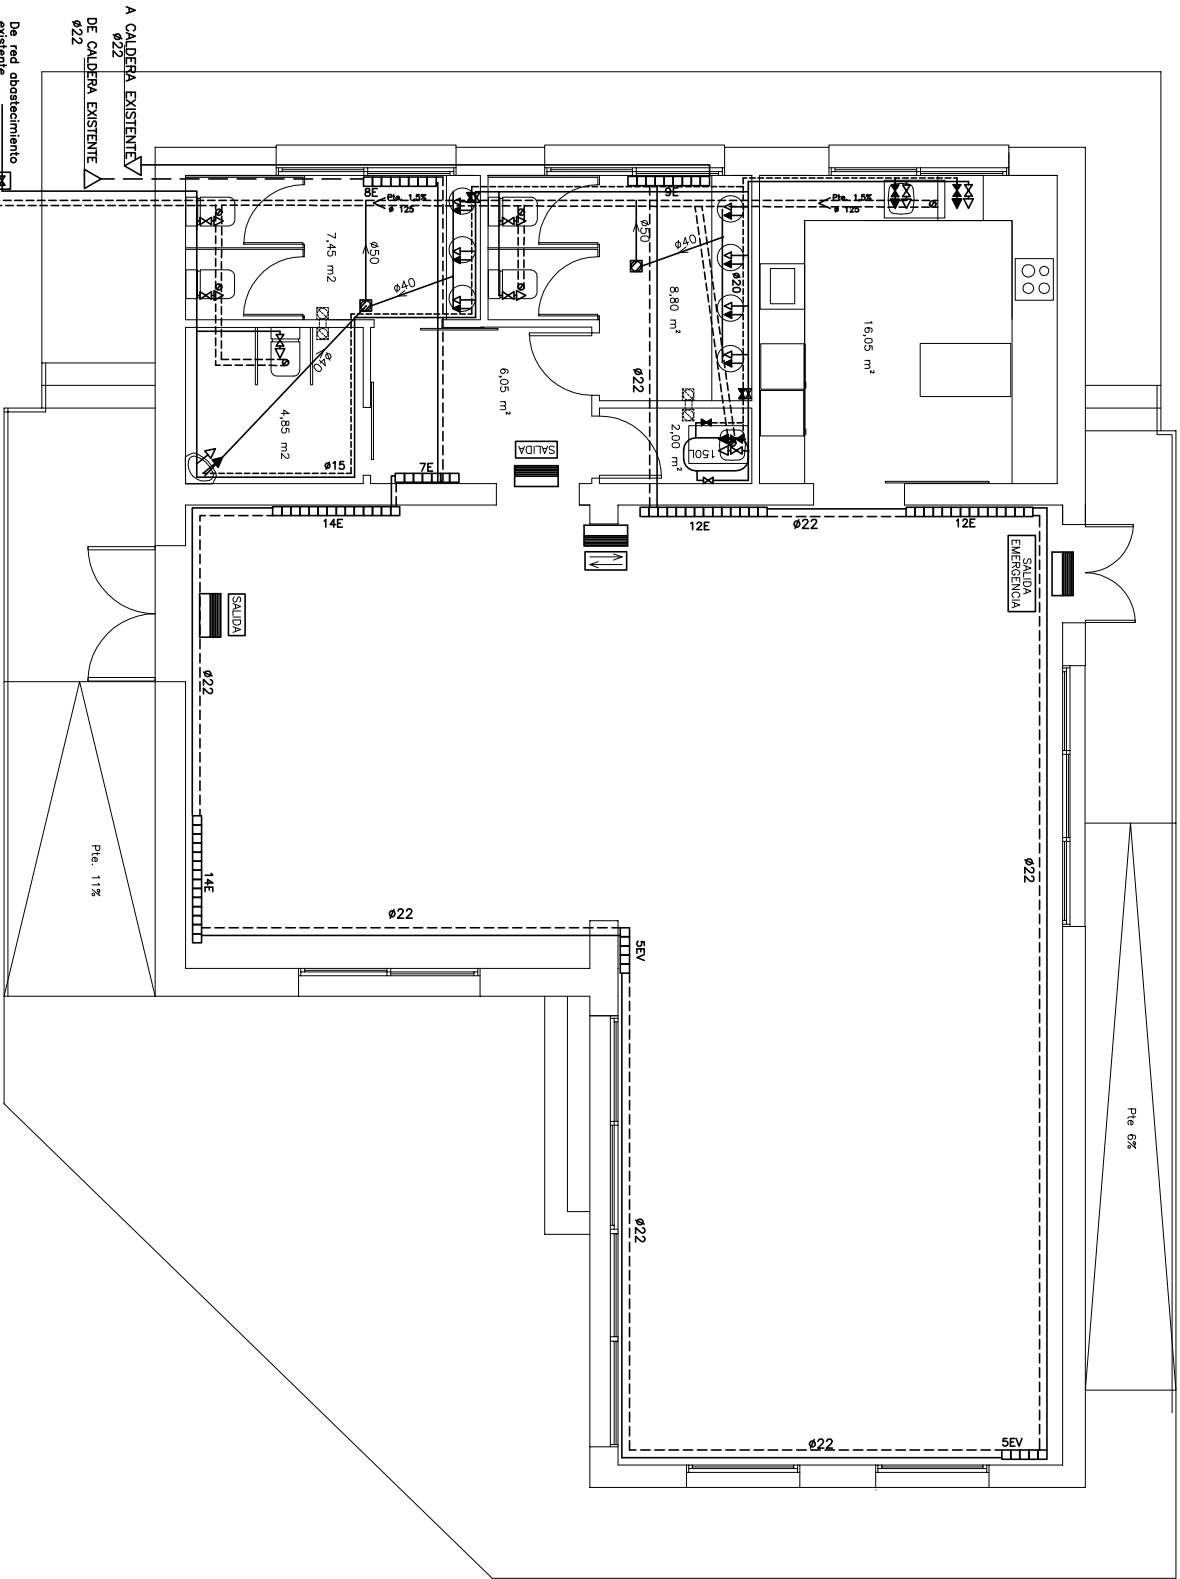 A CALDERA EXISTENTE
ø22
DE CALDERA EXISTENTE
ø22
De red abastecimiento
existente
8E
9E
Pte. 1,5%
ø 125
Pte. 1,5%
ø 125
7,45 m2
ø50
ø40
ø50
ø40
ø20
8,80 m²
16,05 m²
ø40
4,85 m2
ø15
6,05 m²
ø22
2,00 m²
150L
7E
SALIDA
14E
12E
ø22
12E
SALIDA
EMERGENCIA
SALIDA
ø22
14E
Pte. 11%
ø22
5EV
ø22
Pte 6%
ø22
ø22
5EV